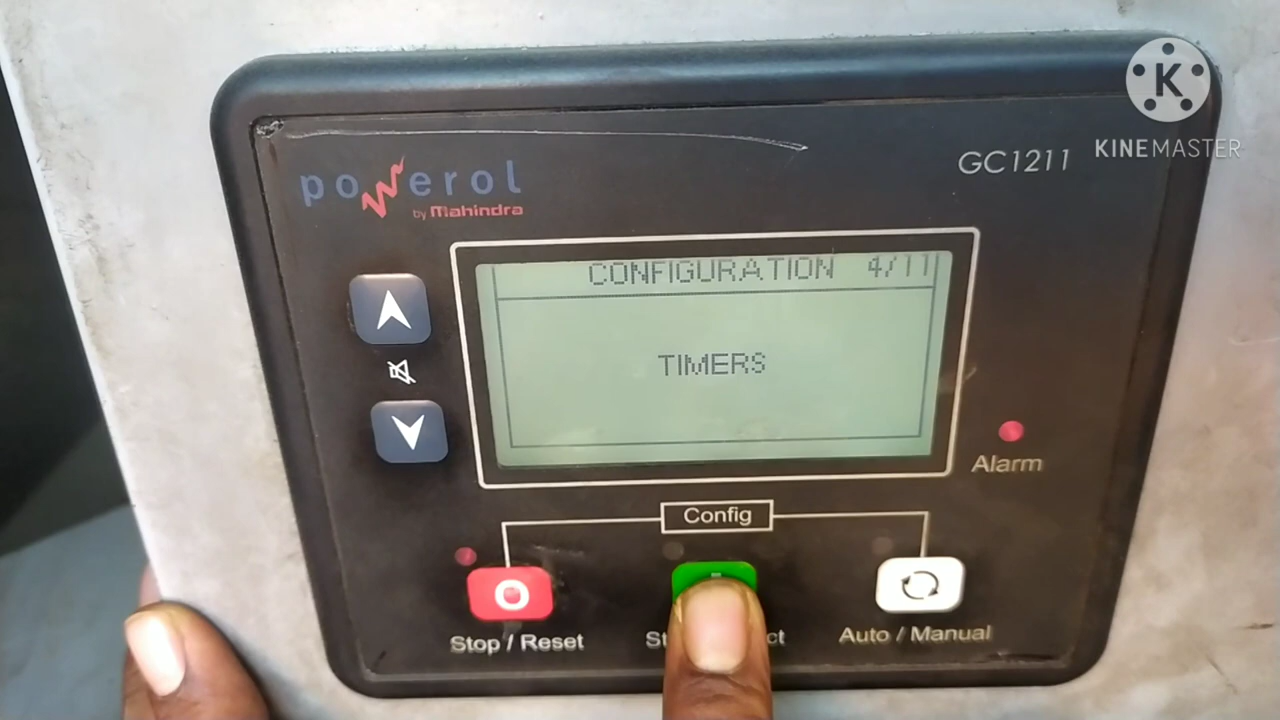 KINEMASTER
powerol
by Mahindra
GC1211
CONFIGURATION 4/11
TIMERS
Alarm
Config
Stop / Reset
Auto / Manual